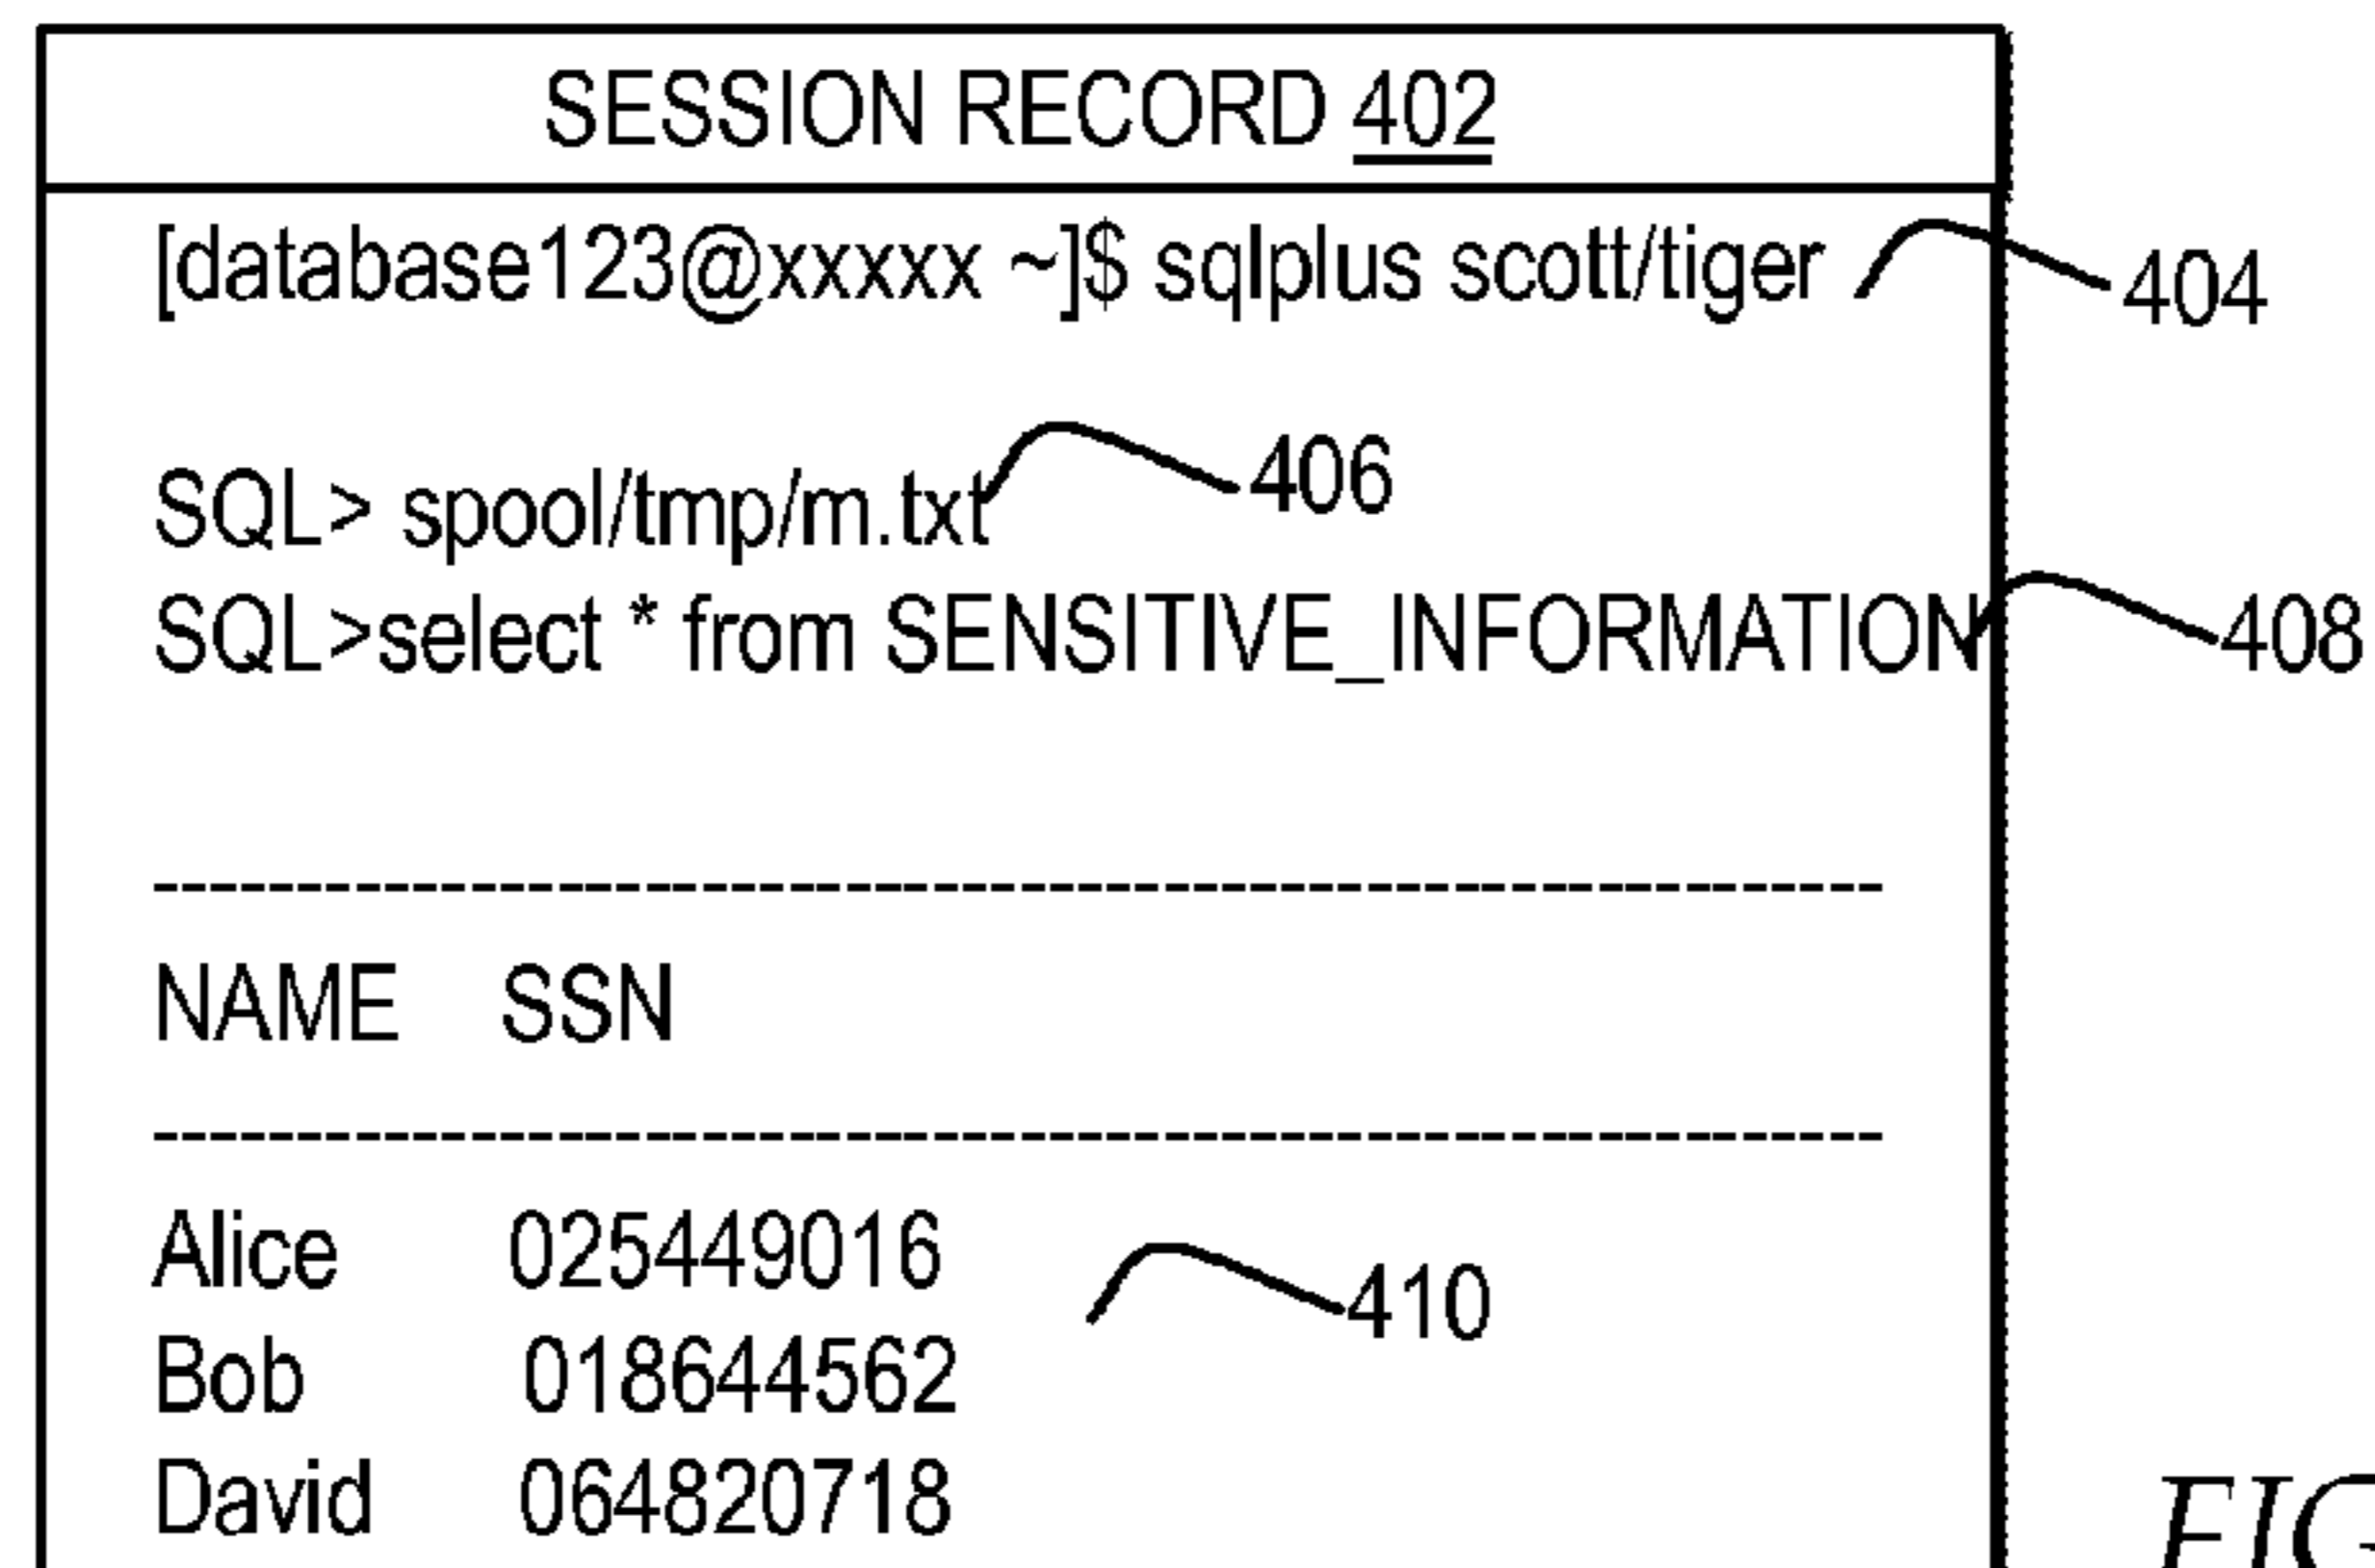 SESSION RECORD 402
[database123@xxxxx ~]$ sqlplus scott/tiger 404
SQL> spool/tmp/m.txt 406
SQL>select * from SENSITIVE_INFORMATION 408
------------------------------------------------------------
NAME SSN
------------------------------------------------------------
Alice 025449016
410
Bob 018644562
David 064820718
FIG